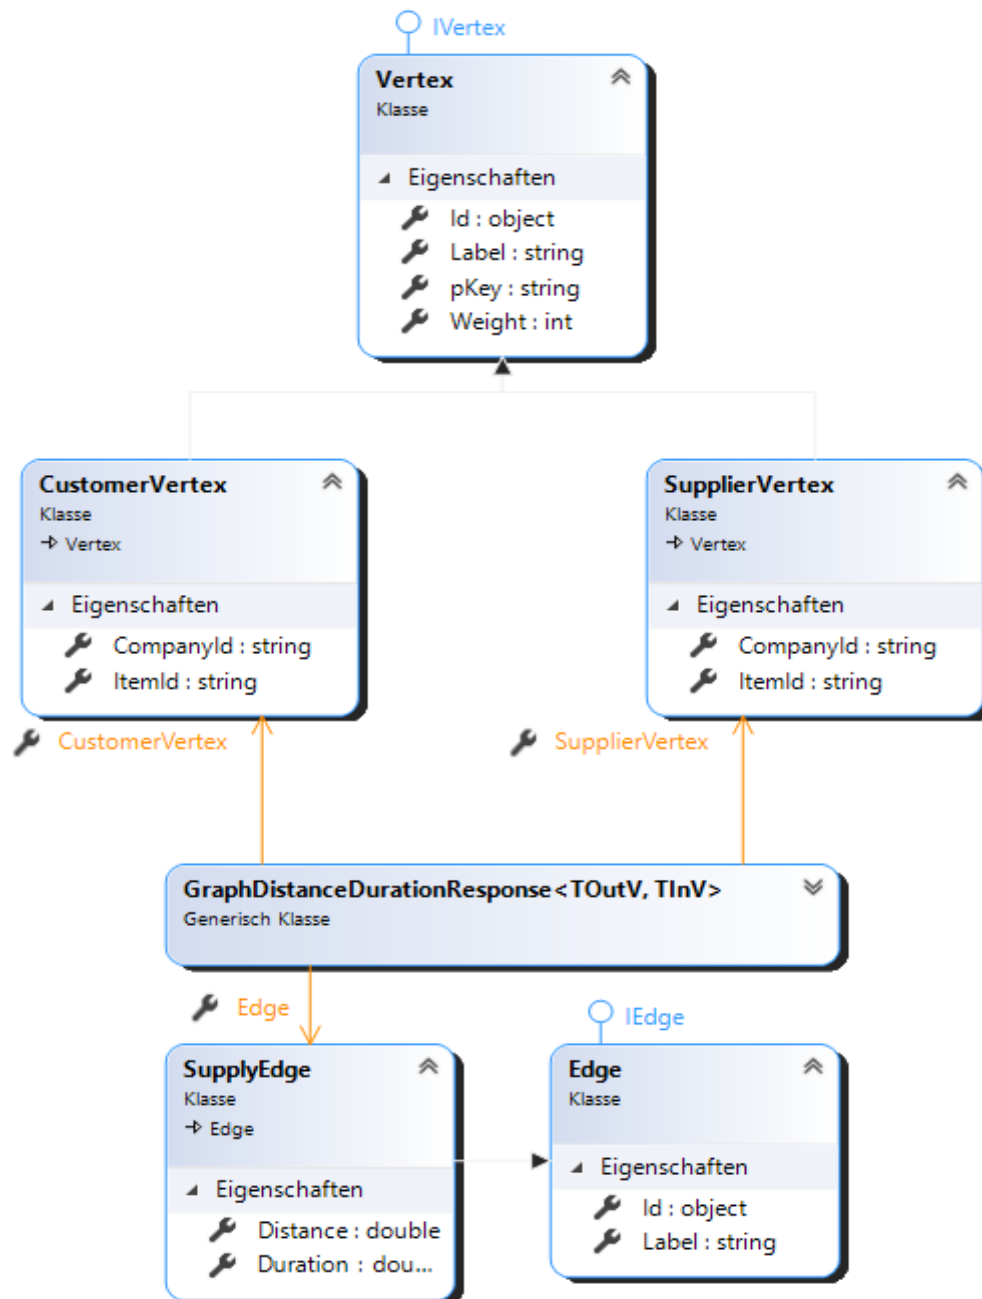 IVertex
Vertex
Klasse
Eigenschaften
Id : object
Label : string
pKey : string
Weight : int
CustomerVertex
Klasse
Vertex
Eigenschaften
CompanyId : string
ItemId : string
SupplierVertex
Klasse
Vertex
Eigenschaften
CompanyId : string
ItemId : string
CustomerVertex
SupplierVertex
GraphDistanceDurationResponse<TOutV, TInV>
Generisch Klasse
Edge
IEdge
SupplyEdge
Klasse
Edge
Eigenschaften
Distance : double
Duration : dou...
Edge
Klasse
Eigenschaften
Id : object
Label : string